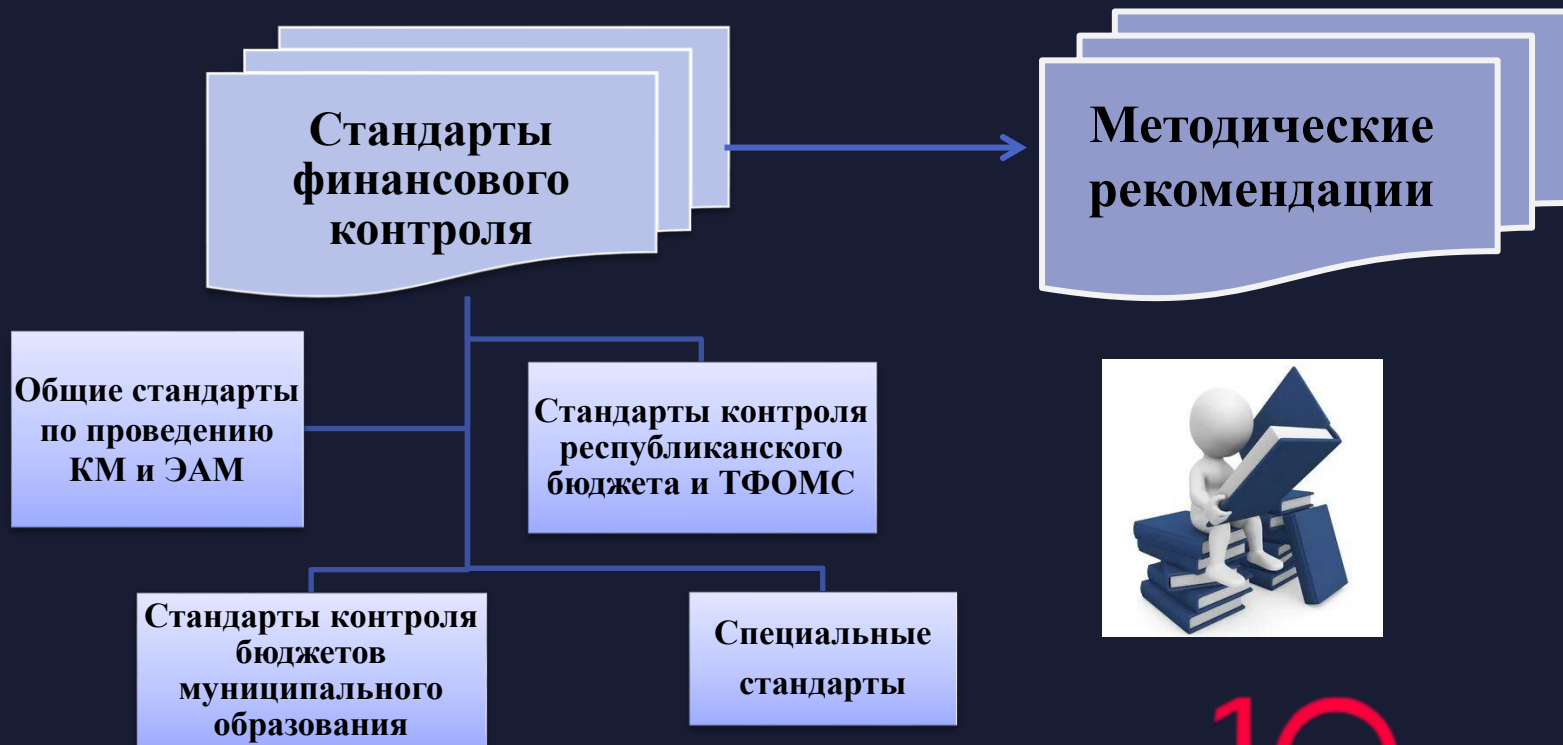 Стандарты
финансового
контроля
Методические
рекомендации
Общие стандарты
по проведению
КМ и ЭАМ
Стандарты контроля
республиканского
бюджета и ТФОМС
Стандарты контроля
бюджетов
муниципального
образования
Специальные
стандарты
10